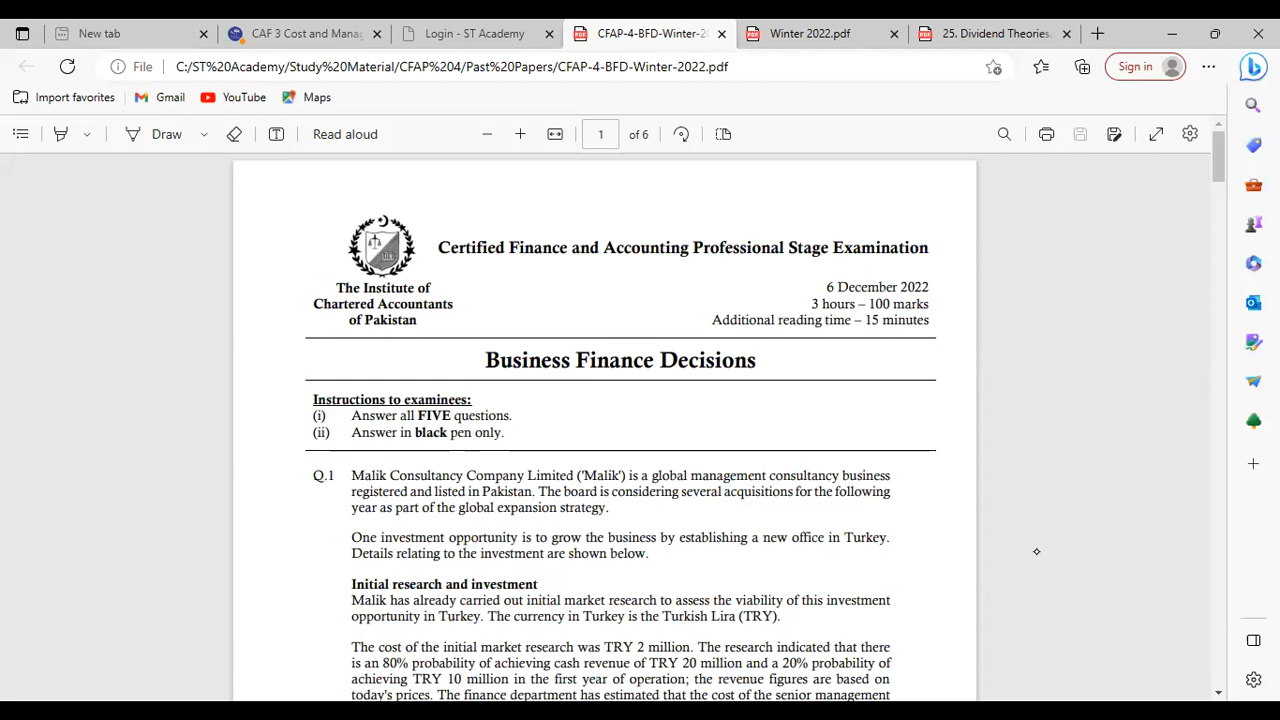 New tab
CAF 3 Cost and Manag
Login - ST Academy
CFAP-4-BFD-Winter-20
Winter 2022.pdf
25. Dividend Theories.
File
C:/ST%20Academy/Study%20Material/CFAP%204/Past%20Papers/CFAP-4-BFD-Winter-2022.pdf
Sign in
Import favorites
Gmail
YouTube
Maps
Draw
Read aloud
1 of 6
Certified Finance and Accounting Professional Stage Examination
The Institute of
Chartered Accountants
of Pakistan
6 December 2022
3 hours – 100 marks
Additional reading time – 15 minutes
Business Finance Decisions
Instructions to examinees:
(i) Answer all FIVE questions.
(ii) Answer in black pen only.
Q.1 Malik Consultancy Company Limited ('Malik') is a global management consultancy business
registered and listed in Pakistan. The board is considering several acquisitions for the following
year as part of the global expansion strategy.
One investment opportunity is to grow the business by establishing a new office in Turkey.
Details relating to the investment are shown below.
Initial research and investment
Malik has already carried out initial market research to assess the viability of this investment
opportunity in Turkey. The currency in Turkey is the Turkish Lira (TRY).
The cost of the initial market research was TRY 2 million. The research indicated that there
is an 80% probability of achieving cash revenue of TRY 20 million and a 20% probability of
achieving TRY 10 million in the first year of operation; the revenue figures are based on
today's prices. The finance department has estimated that the cost of the senior management